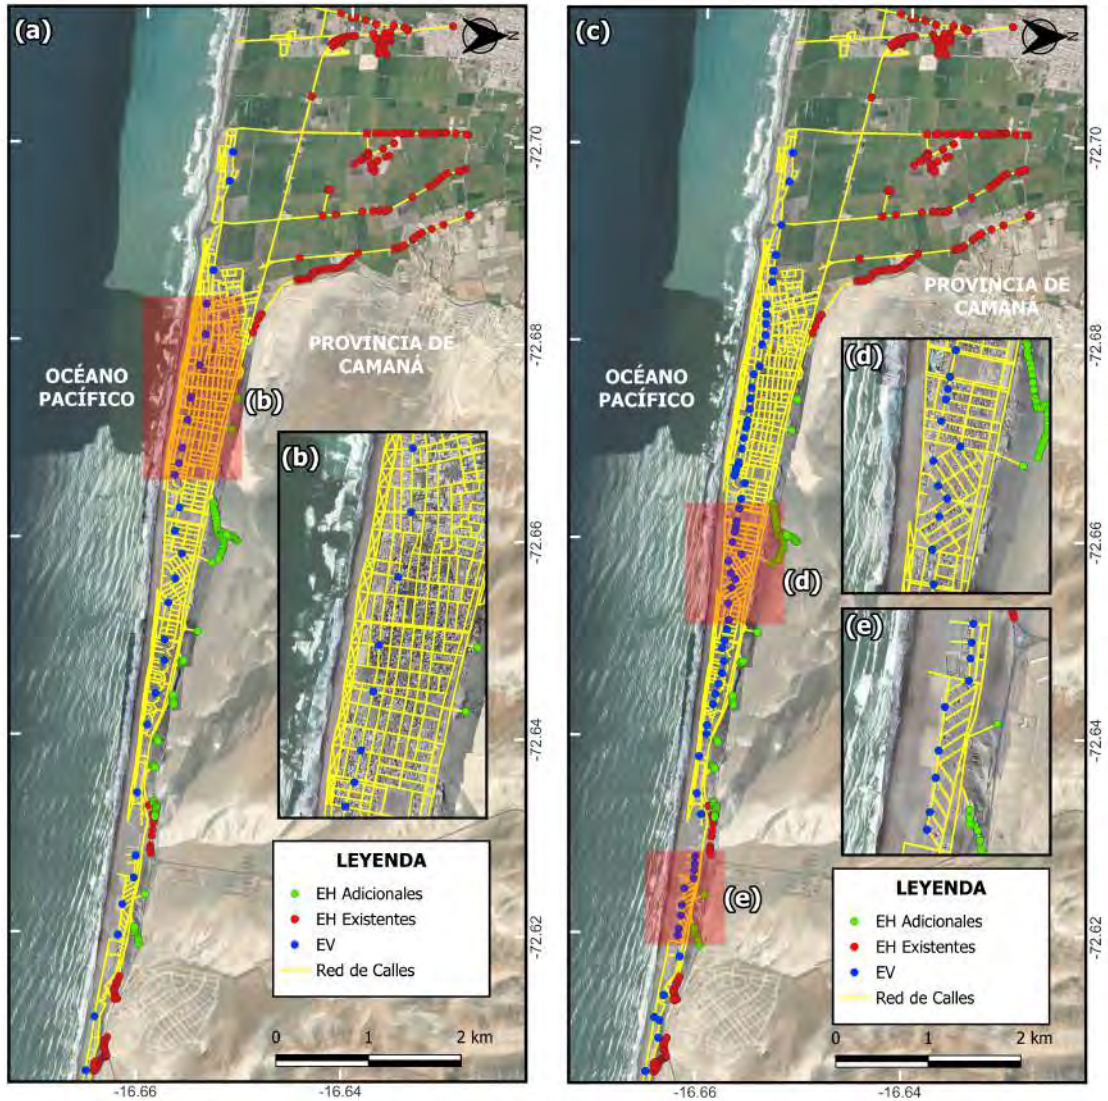 (a)
N
-72.70
PROVINCIA DE
CAMANÁ
-72.68
OCÉANO
PACÍFICO
(b)
(b)
-72.66
-72.64
LEYENDA
EH Adicionales
EH Existentes
EV
Red de Calles
-72.62
0 1 2 km
-16.66 -16.64
(c)
N
-72.70
PROVINCIA DE
CAMANÁ
-72.68
(d)
OCÉANO
PACÍFICO
-72.66
(d)
(e)
-72.64
LEYENDA
(e)
EH Adicionales
EH Existentes
EV
Red de Calles
-72.62
0 1 2 km
-16.66 -16.64